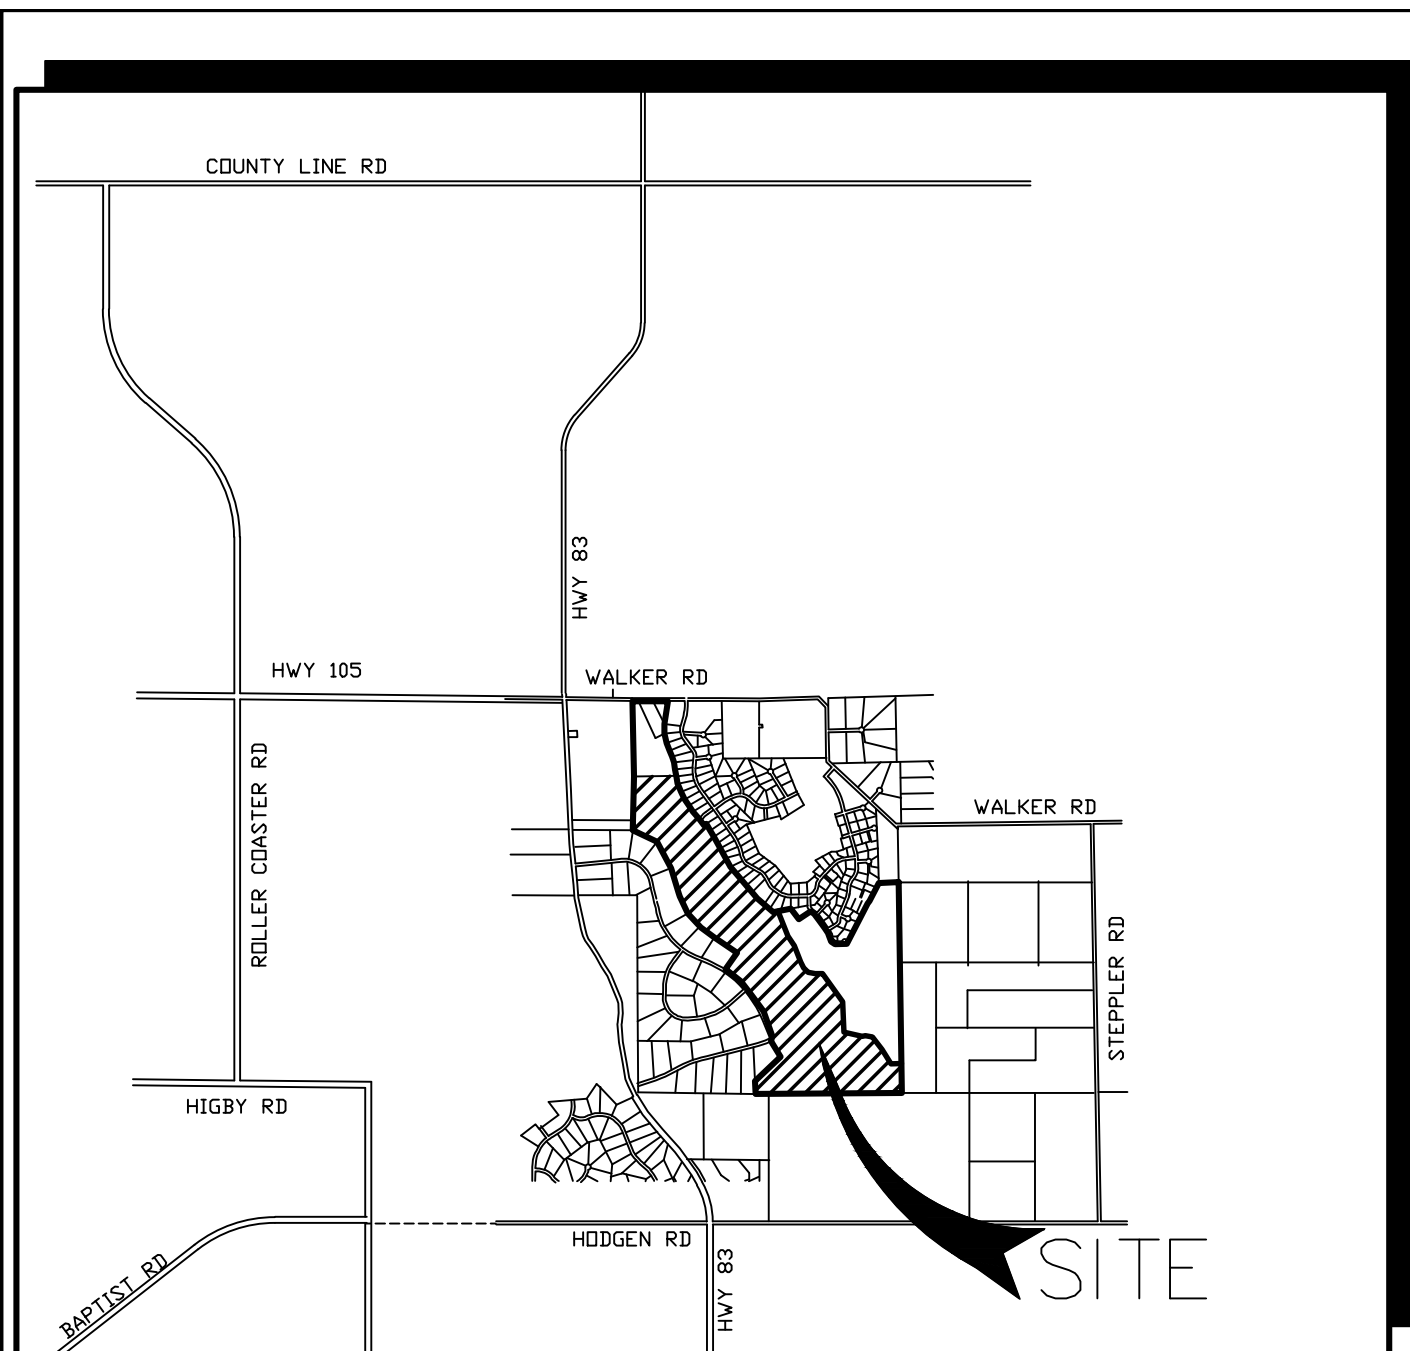 COUNTY LINE RD
HWY 83
HWY 105
WALKER RD
ROLLER COASTER RD
WALKER RD
STEPPLER RD
HIGBY RD
HODGEN RD
HWY 83
BAPTIST RD
SITE